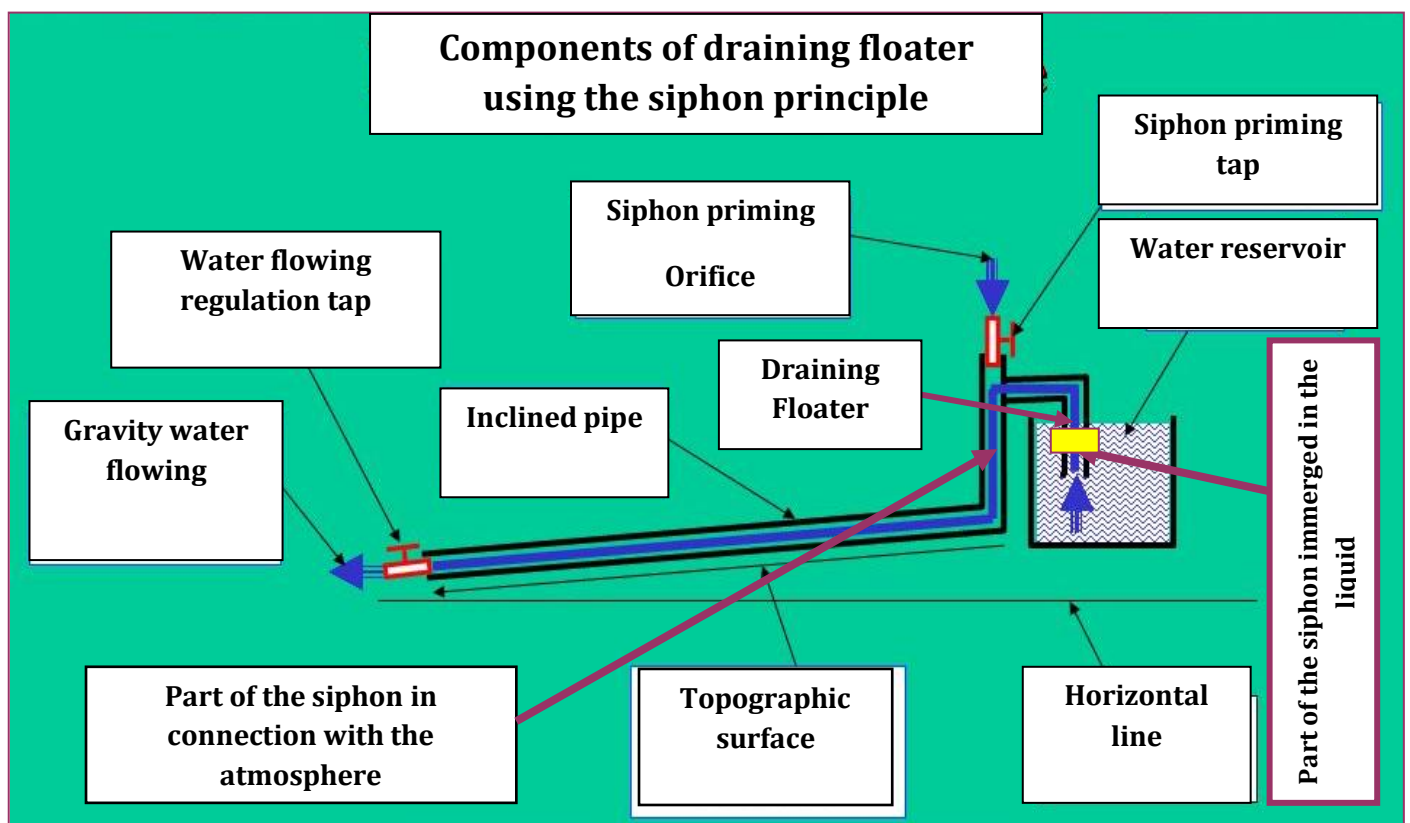 Components of draining floater
using the siphon principle
Siphon priming
tap
Siphon priming
Orifice
Water reservoir
Water flowing
regulation tap
Draining
Floater
Inclined pipe
Gravity water
flowing
Part of the siphon immerged in the
liquid
Part of the siphon in
connection with the
atmosphere
Topographic
surface
Horizontal
line